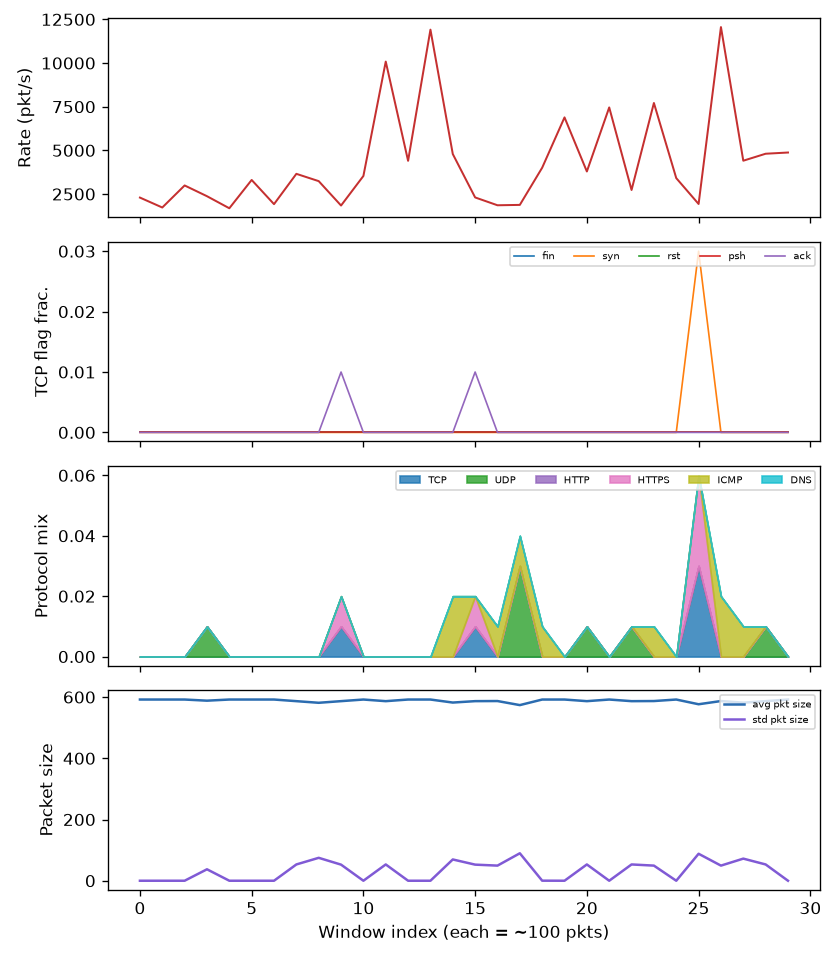 12500
10000
7500
5000
2500
Rate (pkt/s)
0.03
0.02
0.01
0.00
TCP flag frac.
fin syn rst psh ack
0.06
0.04
0.02
0.00
Protocol mix
TCP UDP HTTP HTTPS ICMP DNS
600
400
200
0
Packet size
avg pkt size
std pkt size
0 5 10 15 20 25 30
Window index (each = ~100 pkts)